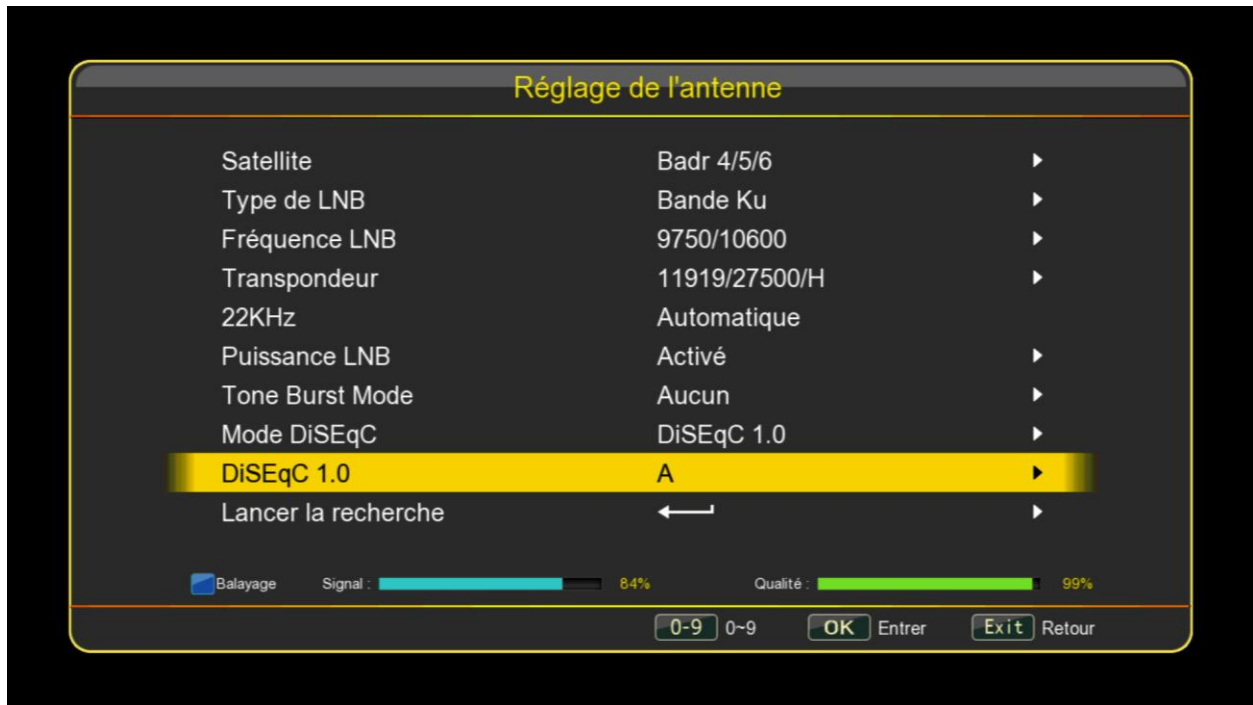 Réglage de l'antenne
Satellite Badr 4/5/6
Type de LNB Bande Ku
Fréquence LNB 9750/10600
Transpondeur 11919/27500/H
22KHz Automatique
Puissance LNB Activé
Tone Burst Mode Aucun
Mode DiSEqC DiSEqC 1.0
DiSEqC 1.0 A
Lancer la recherche
Balayage Signal : 84% Qualité : 99%
0-9 0~9 OK Entrer Exit Retour